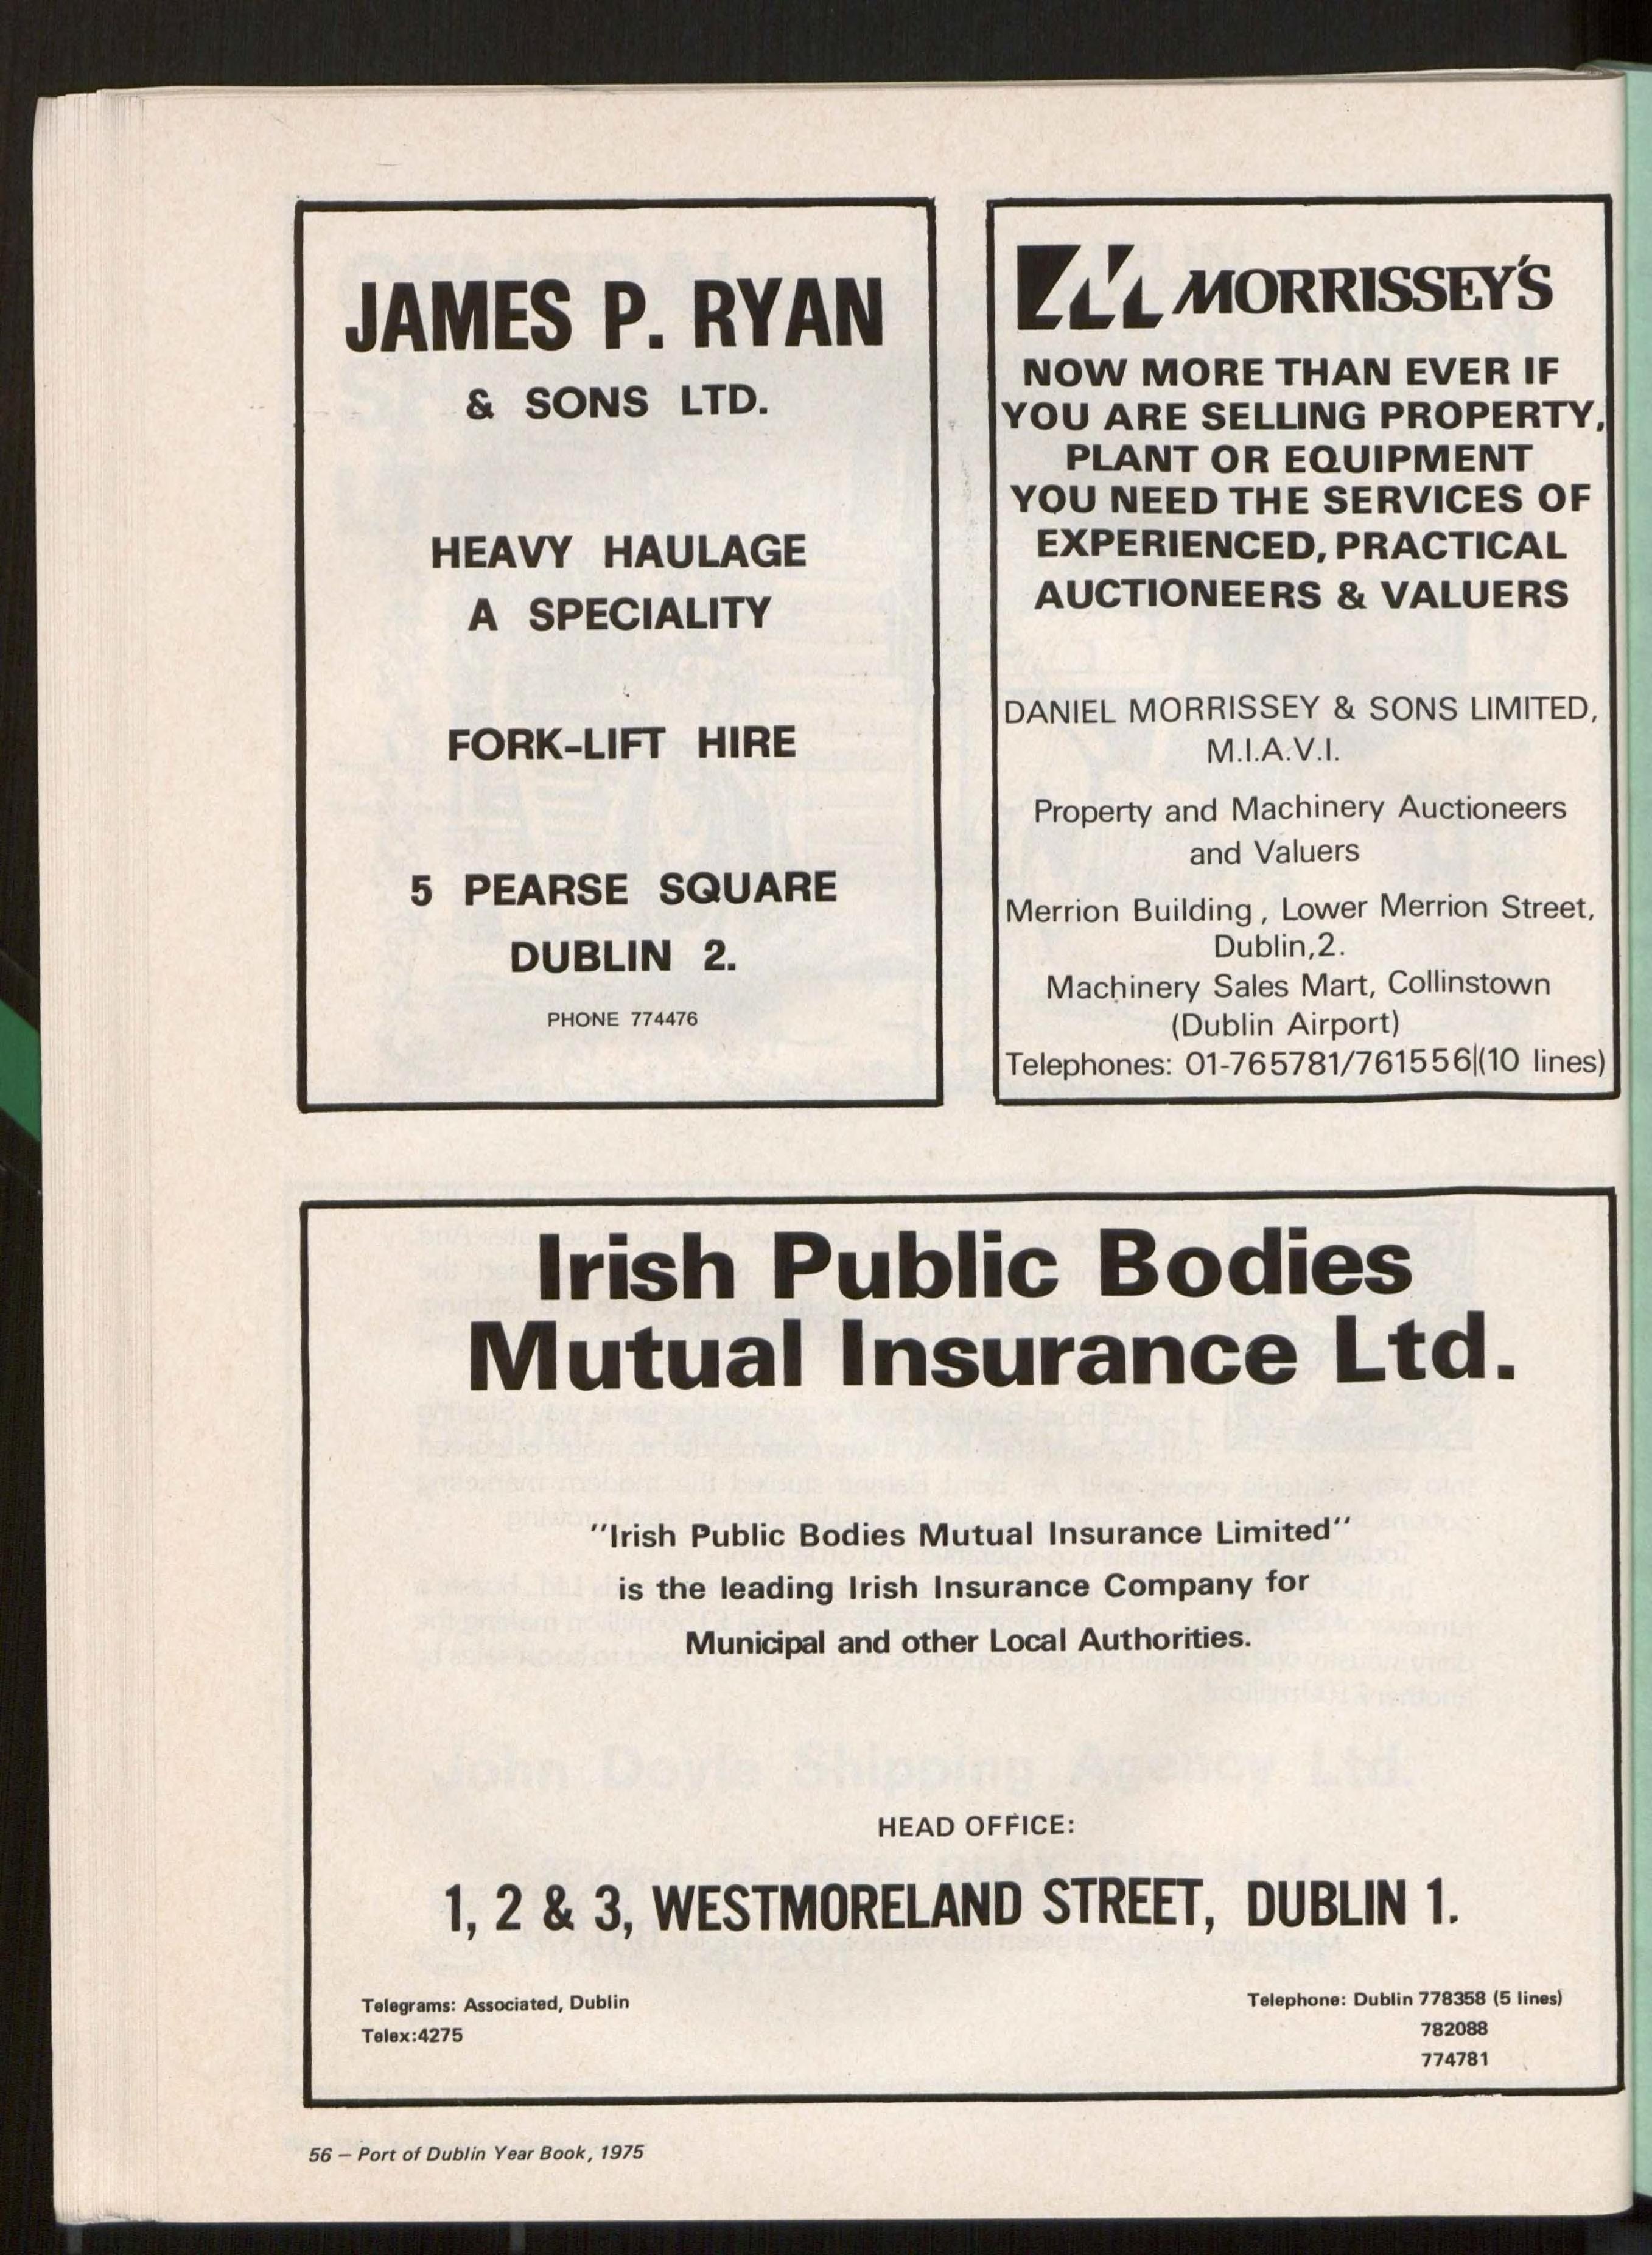 JAMES P. RYAN
& SONS LTD.
HEAVY HAULAGE
A SPECIALITY
FORK-LIFT HIRE
5 PEARSE SQUARE
DUBLIN 2.
PHONE 774476
MORRISSEY'S
NOW MORE THAN EVER IF
YOU ARE SELLING PROPERTY,
PLANT OR EQUIPMENT
YOU NEED THE SERVICES OF
EXPERIENCED, PRACTICAL
AUCTIONEERS & VALUERS
DANIEL MORRISSEY & SONS LIMITED,
M.I.A.V.I.
Property and Machinery Auctioneers
and Valuers
Merrion Building, Lower Merrion Street,
Dublin,2.
Machinery Sales Mart, Collinstown
(Dublin Airport)
Telephones: 01-765781/761556 (10 lines)
Irish Public Bodies
Mutual Insurance Ltd.
"Irish Public Bodies Mutual Insurance Limited"
is the leading Irish Insurance Company for
Municipal and other Local Authorities.
HEAD OFFICE:
1, 2 & 3, WESTMORELAND STREET, DUBLIN 1.
Telegrams: Associated, Dublin
Telex:4275
Telephone: Dublin 778358 (5 lines)
782088
774781
56 – Port of Dublin Year Book, 1975